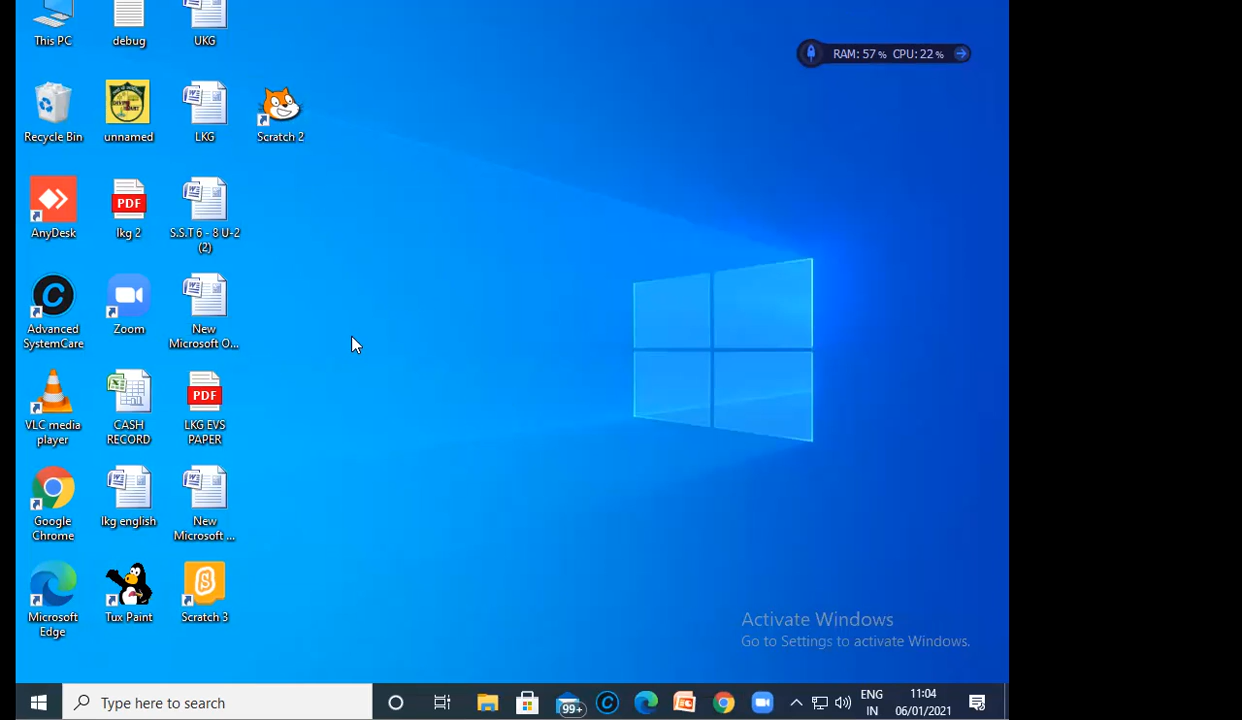 This PC
debug
UKG
RAM: 57% CPU: 22%
Recycle Bin
unnamed
LKG
Scratch 2
AnyDesk
PDF
lkg 2
S.S.T 6 - 8 U-2
(2)
Advanced
SystemCare
Zoom
New
Microsoft O...
VLC media
player
CASH
RECORD
PDF
LKG EVS
PAPER
Google
Chrome
lkg english
New
Microsoft ...
Microsoft
Edge
Tux Paint
Scratch 3
Activate Windows
Go to Settings to activate Windows.
Type here to search
99+
ENG
IN
11:04
06/01/2021